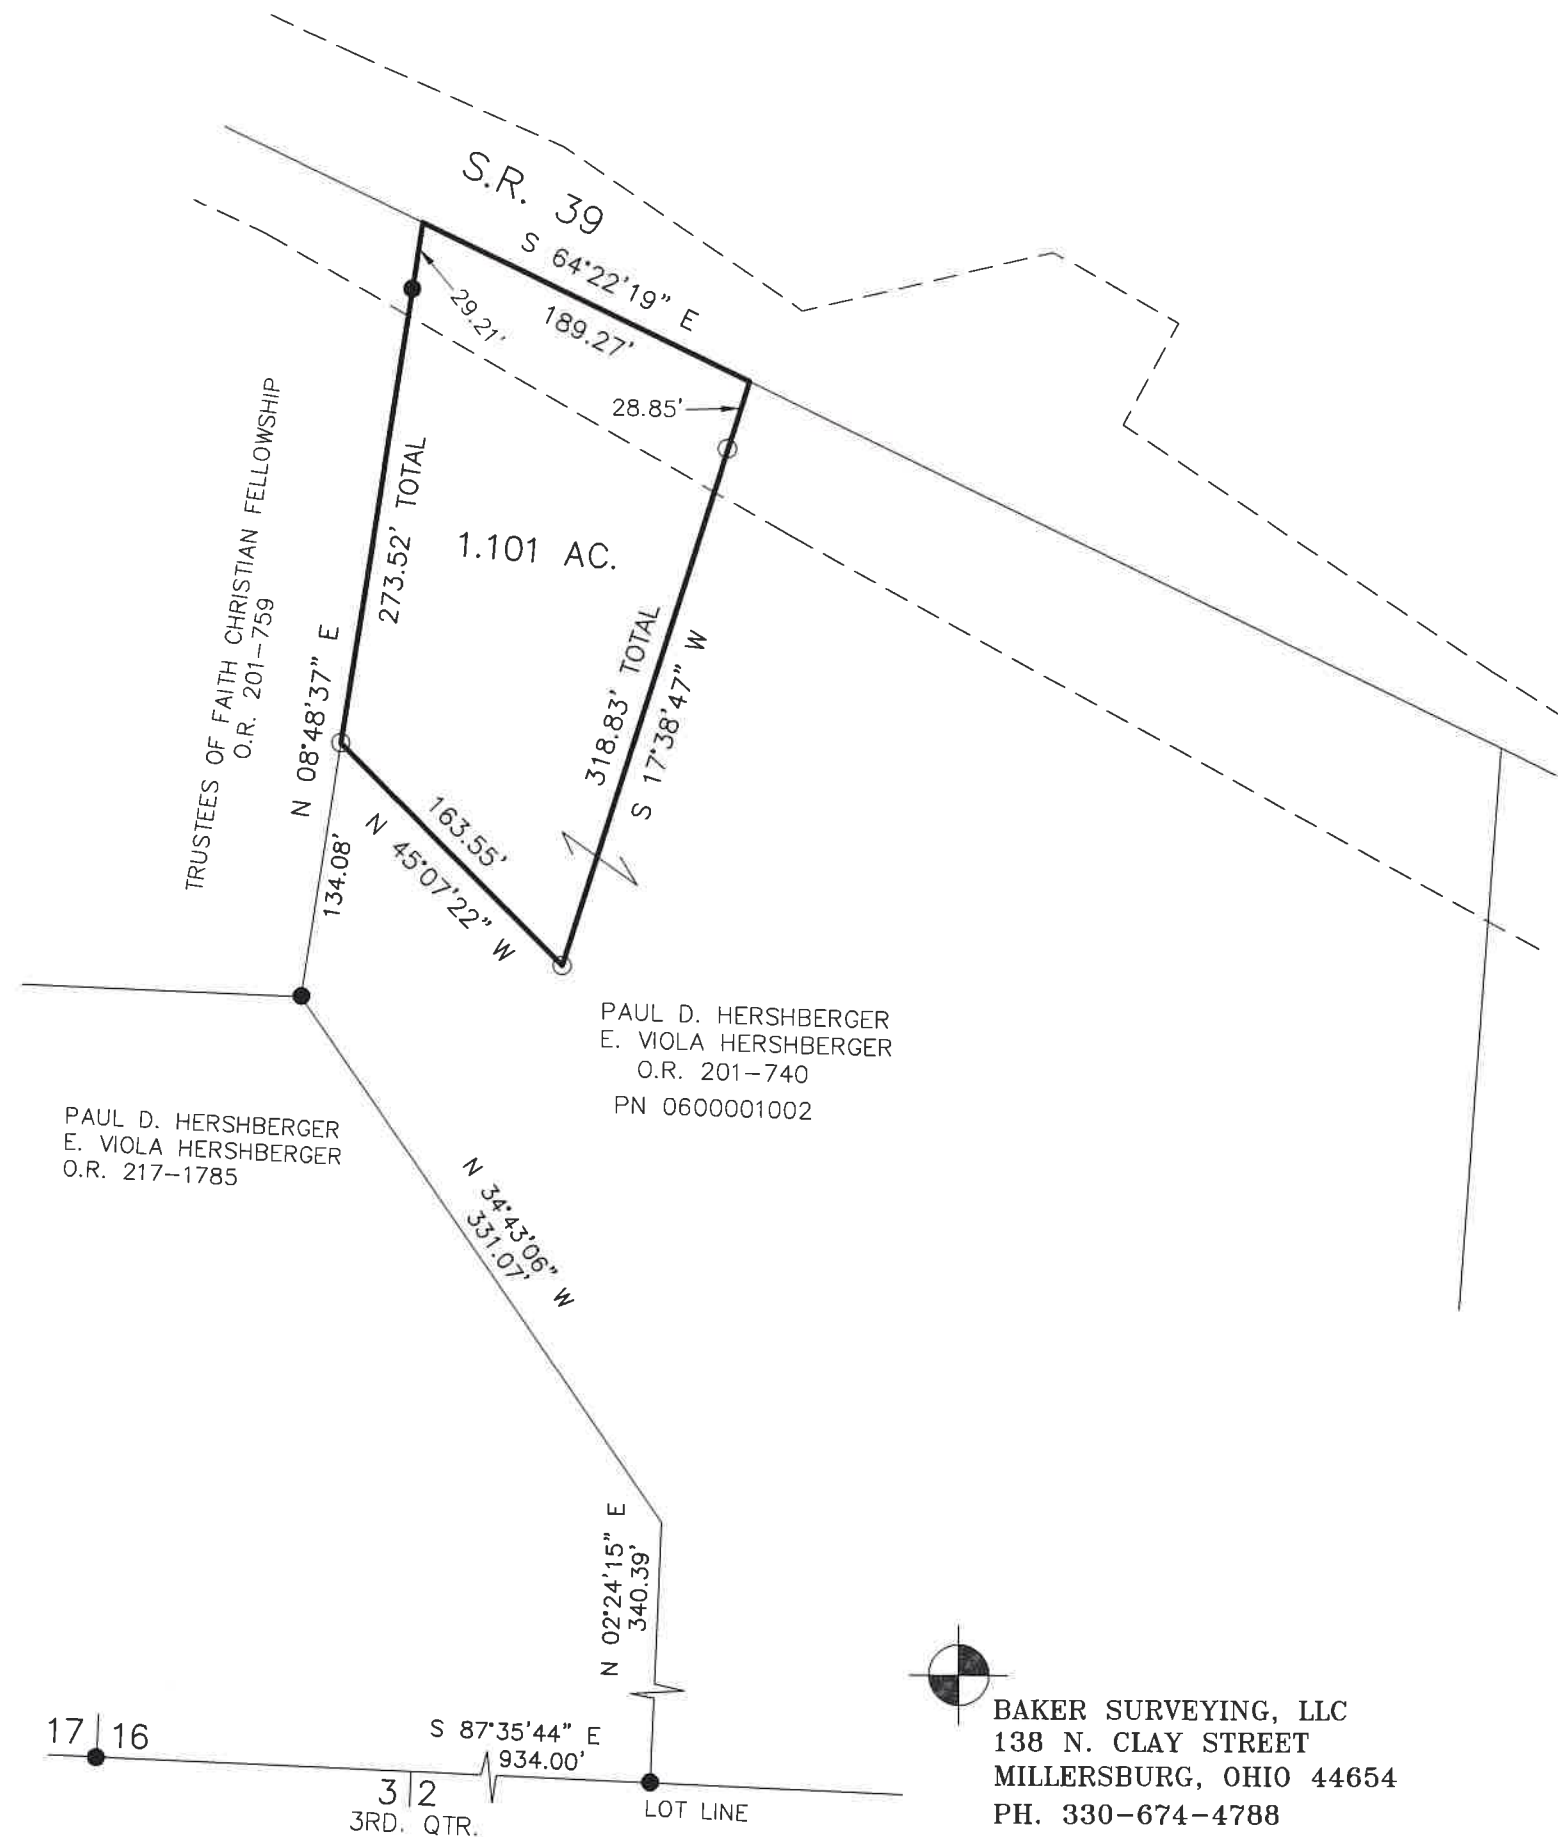 S.R. 39
S 64°22'19" E
189.27'
29.21'
28.85'
TRUSTEES OF FAITH CHRISTIAN FELLOWSHIP
O.R. 201-759
N 08°48'37" E
273.52' TOTAL
1.101 AC.
318.83' TOTAL
S 17°38'47" W
163.55'
N 45°07'22" W
134.08'
PAUL D. HERSHBERGER
E. VIOLA HERSHBERGER
O.R. 201-740
PN 0600001002
PAUL D. HERSHBERGER
E. VIOLA HERSHBERGER
O.R. 217-1785
N 34°43'06" W
331.07'
N 02°24'15" E
340.39'
17 16
S 87°35'44" E
934.00'
3 2
3RD. QTR.
LOT LINE
BAKER SURVEYING, LLC
138 N. CLAY STREET
MILLERSBURG, OHIO 44654
PH. 330-674-4788